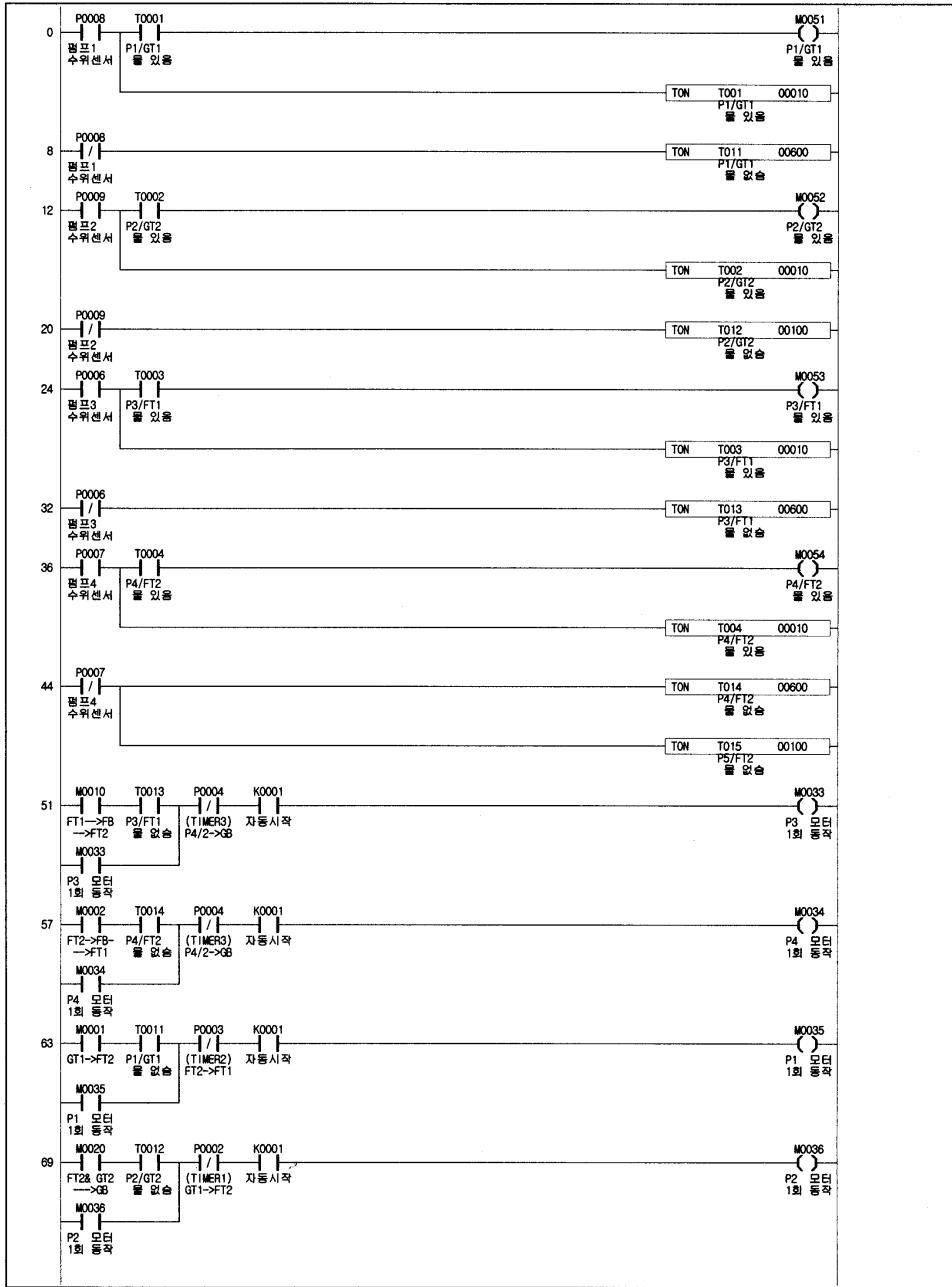 P0008 T0001 M0051
0
펌프1 P1/GT1 P1/GT1
수위센서 물 있음 물 있음
TON T001 00010
P1/GT1
물 있음
P0008
8 TON T011 00600
펌프1 P1/GT1
수위센서 물 없슴
P0009 T0002 M0052
12
펌프2 P2/GT2 P2/GT2
수위센서 물 있음 물 있음
TON T002 00010
P2/GT2
물 있음
P0009
20 TON T012 00100
펌프2 P2/GT2
수위센서 물 없슴
P0006 T0003 M0053
24
펌프3 P3/FT1 P3/FT1
수위센서 물 있음 물 있음
TON T003 00010
P3/FT1
물 있음
P0006
32 TON T013 00600
펌프3 P3/FT1
수위센서 물 없슴
P0007 T0004 M0054
36
펌프4 P4/FT2 P4/FT2
수위센서 물 있음 물 있음
TON T004 00010
P4/FT2
물 있음
P0007
44 TON T014 00600
펌프4 P4/FT2
수위센서 물 없슴
TON T015 00100
P5/FT2
물 없슴
M0010 T0013 P0004 K0001 M0033
51
FT1-->FB P3/FT1 (TIMER3) 자동시작 P3 모터
-->FT2 물 없슴 P4/2->GB 1회 동작
M0033
P3 모터
1회 동작
M0002 T0014 P0004 K0001 M0034
57
FT2->FB- P4/FT2 (TIMER3) 자동시작 P4 모터
-->FT1 물 없슴 P4/2->GB 1회 동작
M0034
P4 모터
1회 동작
M0001 T0011 P0003 K0001 M0035
63
GT1->FT2 P1/GT1 (TIMER2) 자동시작 P1 모터
물 없슴 FT2->FT1 1회 동작
M0035
P1 모터
1회 동작
M0020 T0012 P0002 K0001 M0036
69
FT2& GT2 P2/GT2 (TIMER1) 자동시작 P2 모터
--->GB 물 없슴 GT1->FT2 1회 동작
M0036
P2 모터
1회 동작